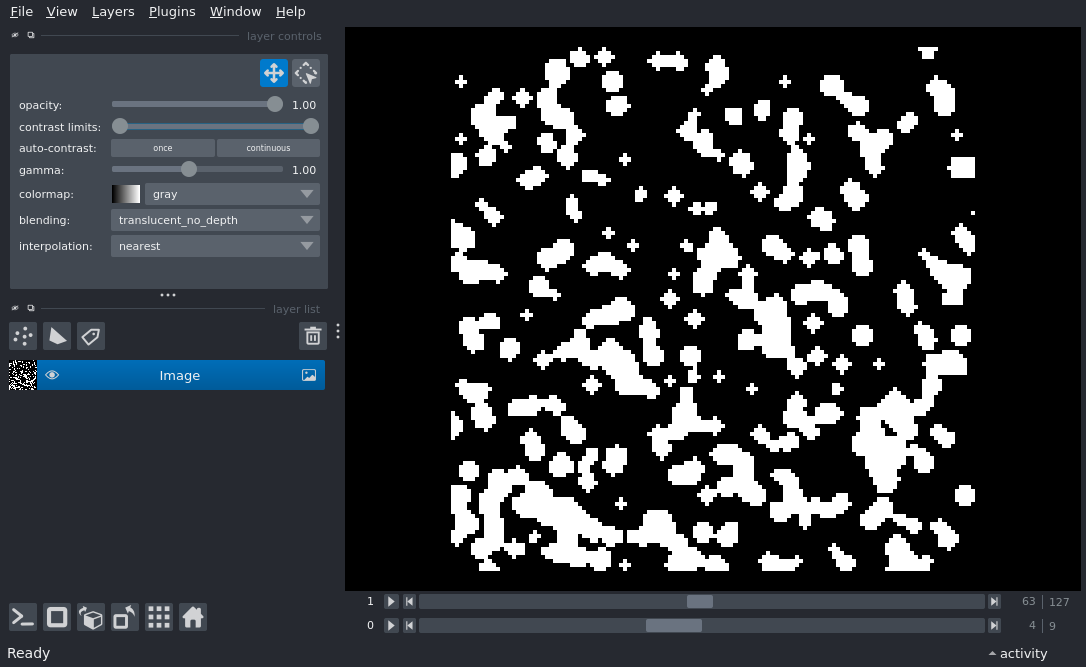 File View Layers Plugins Window Help
layer controls
opacity: 1.00
contrast limits:
auto-contrast: once continuous
gamma: 1.00
colormap: gray
blending: translucent_no_depth
interpolation: nearest
layer list
Image
1 63 127
0 4 9
Ready activity